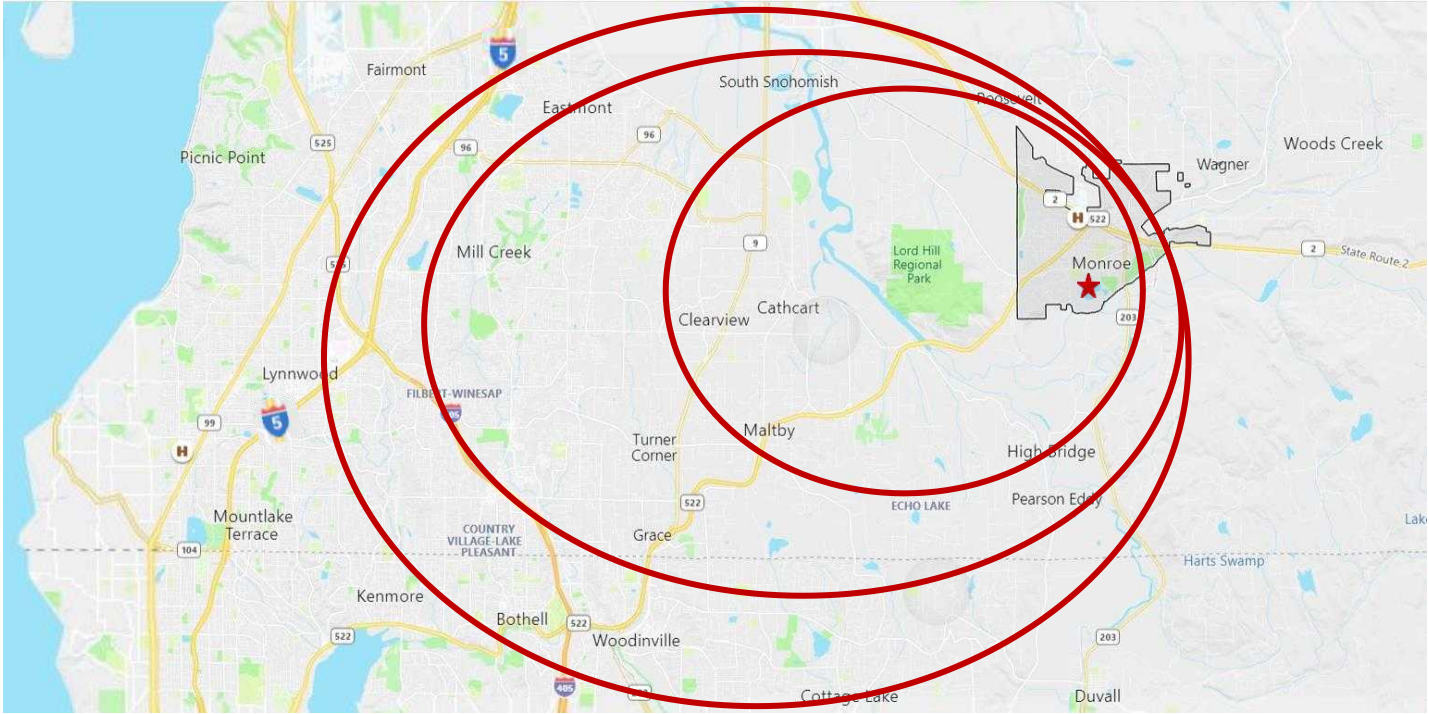 5
Fairmont
South Snohomish
Eastmont
Roosevelt
96
525
96
Woods Creek
Picnic Point
Wagner
2
H
522
9
Mill Creek
Lord Hill
Regional
Park
2
State Route 2
Monroe
Cathcart
Clearview
203
Lynnwood
FILBERT-WINESAP
5
99
Maltby
Turner
Corner
H
High Bridge
Pearson Eddy
522
ECHO LAKE
Mountlake
Terrace
COUNTRY
VILLAGE-LAKE
PLEASANT
Grace
104
Harts Swamp
Kenmore
Bothell
522
522
Woodinville
203
405
Cottage Lake
Duvall